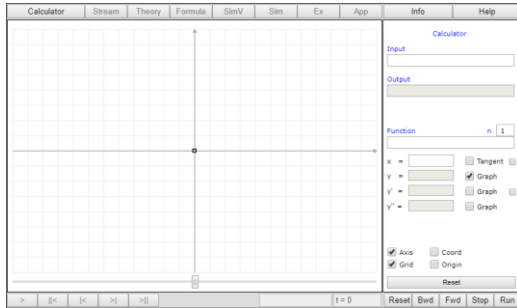 Calculator Stream Theory Formula SimV Sim Ex App Info Help
Calculator
Input
Output
Function n 1
x = Tangent
y = Graph
y' = Graph
y'' = Graph
Axis Coord
Grid Origin
Reset
> ||< |< >| >|| t = 0 Reset Bwd Fwd Stop Run